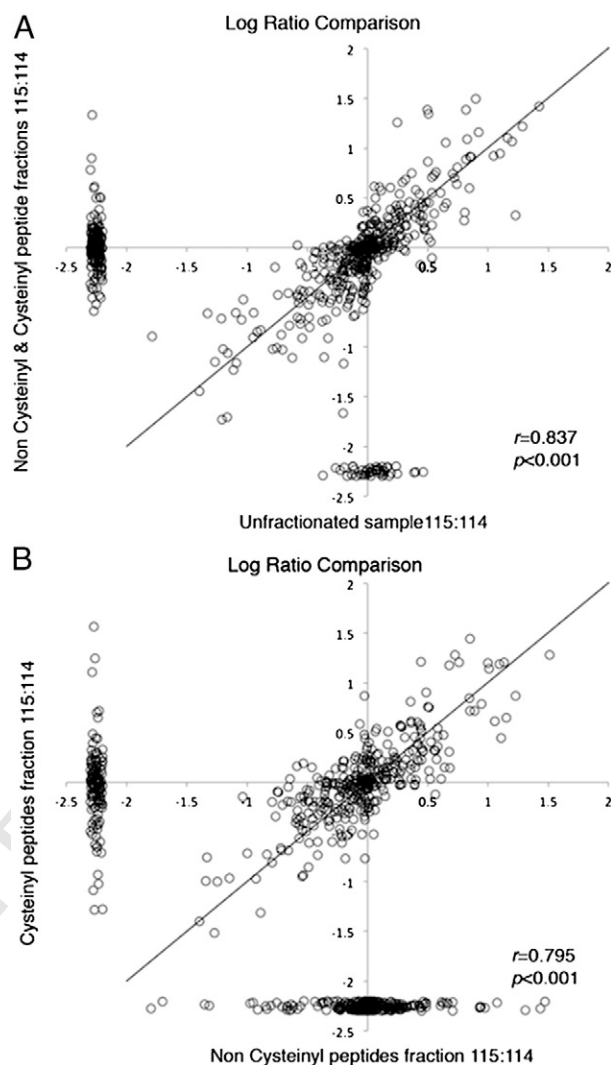 A
Log Ratio Comparison
Non Cysteinyl & Cysteinyl peptide fractions 115:114
2
1.5
1
0.5
-2.5 -2 -1.5 -1 -0.5 0.5 1 1.5 2
-0.5
-1
-1.5
-2
-2.5
r=0.837
p<0.001
Unfractionated sample115:114
B
Log Ratio Comparison
Cysteinyl peptides fraction 115:114
2
1.5
1
0.5
-2.5 -2 -1.5 -1 -0.5 0.5 1 1.5 2
-0.5
-1
-1.5
-2
-2.5
r=0.795
p<0.001
Non Cysteinyl peptides fraction 115:114